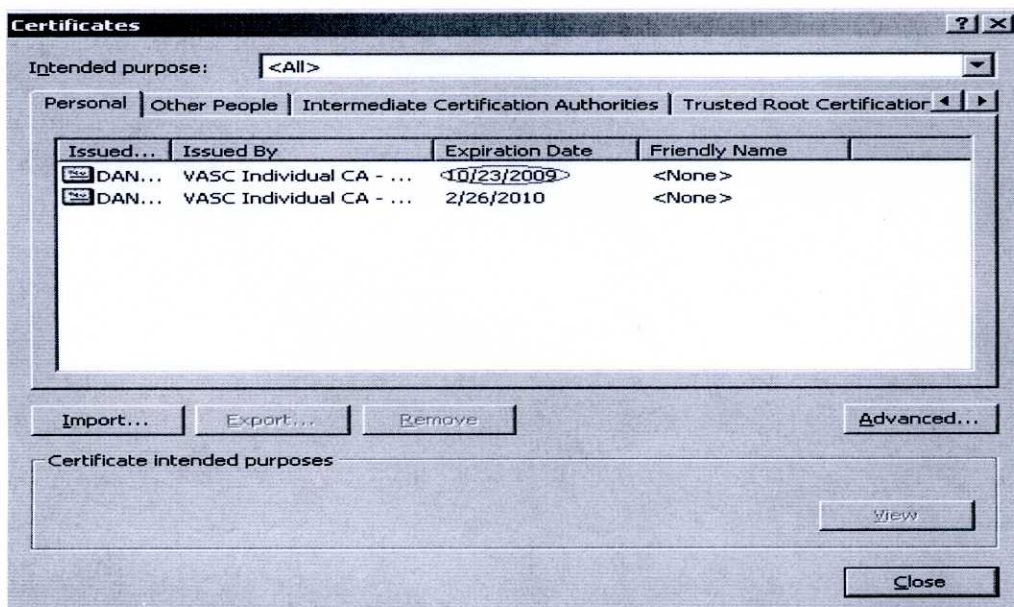 Certificates
Intended purpose: <All>
Personal Other People Intermediate Certification Authorities Trusted Root Certification
Issued... Issued By Expiration Date Friendly Name
DAN... VASC Individual CA - ... 10/23/2009 <None>
DAN... VASC Individual CA - ... 2/26/2010 <None>
Import... Export... Remove Advanced...
Certificate intended purposes
View
Close